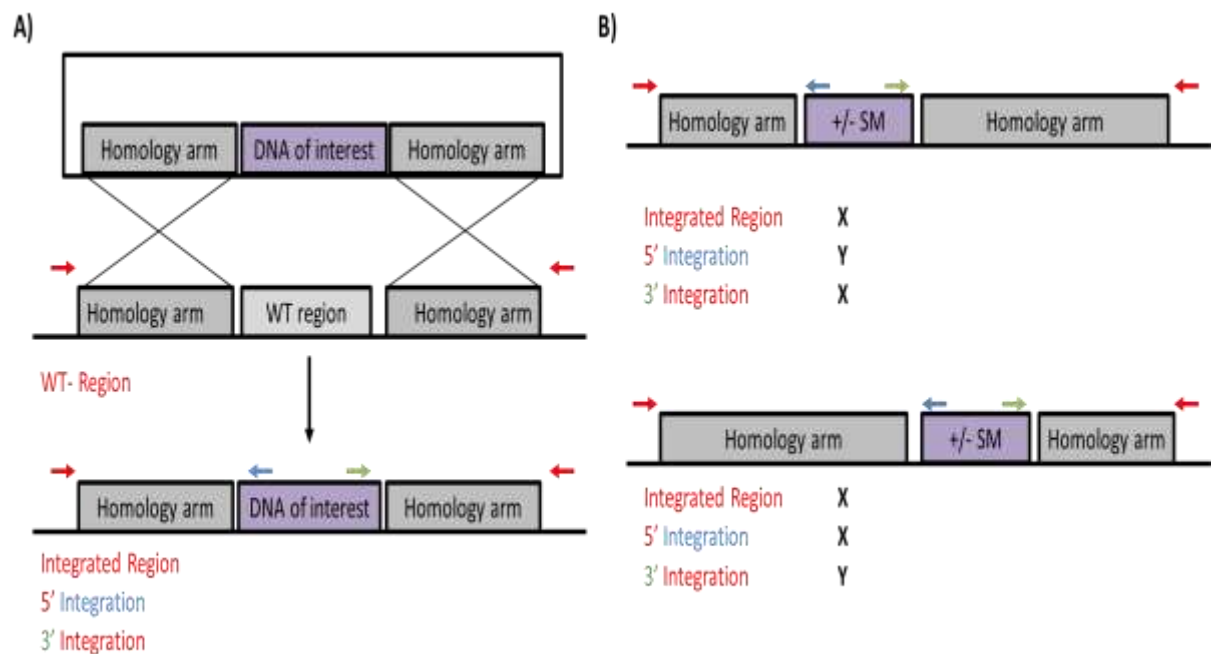 A)
Homology arm DNA of interest Homology arm
Homology arm WT region Homology arm
WT- Region
Homology arm DNA of interest Homology arm
Integrated Region
5' Integration
3' Integration
B)
Homology arm +/- SM Homology arm
Integrated Region X
5' Integration Y
3' Integration X
Homology arm +/- SM Homology arm
Integrated Region X
5' Integration X
3' Integration Y